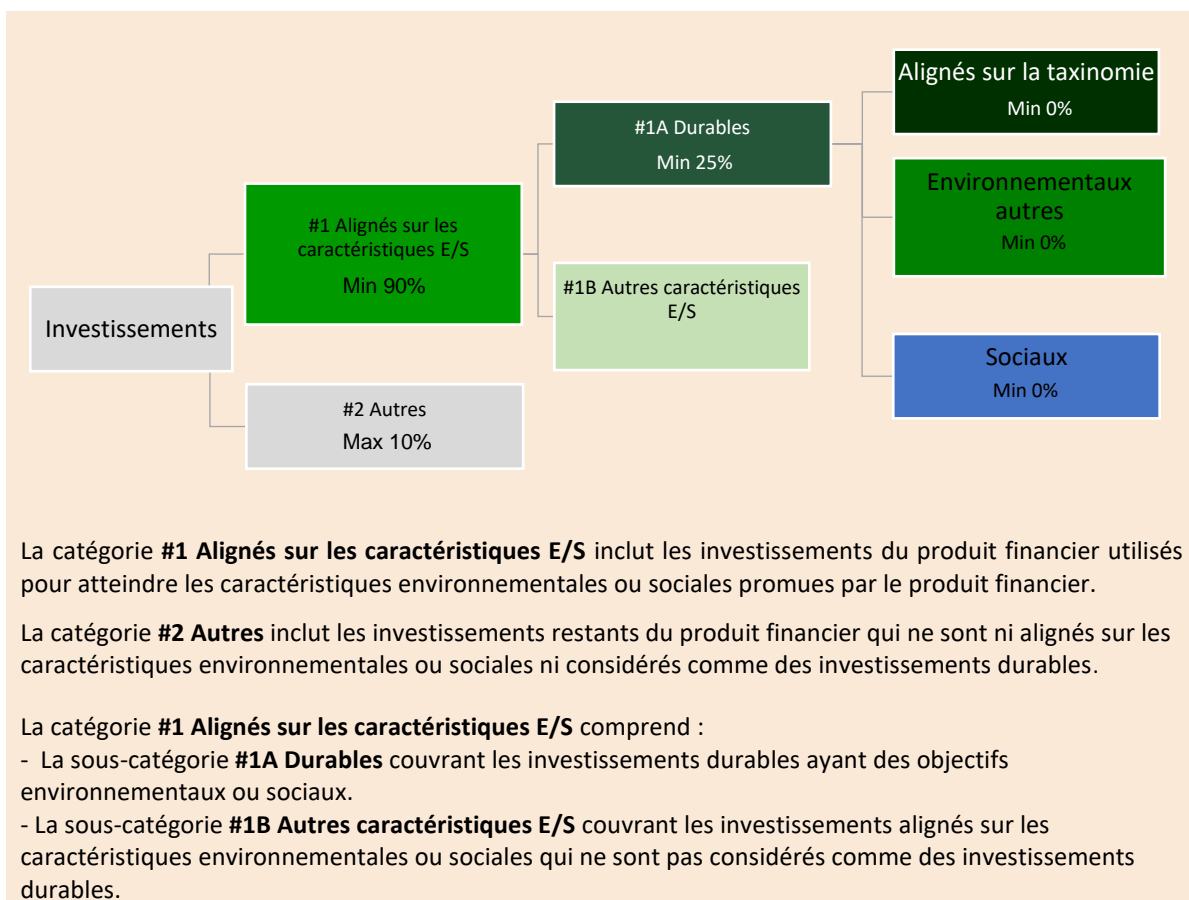 Investissements
#1 Alignés sur les
caractéristiques E/S
Min 90%
#2 Autres
Max 10%
#1A Durables
Min 25%
#1B Autres caractéristiques
E/S
Alignés sur la taxinomie
Min 0%
Environnementaux
autres
Min 0%
Sociaux
Min 0%
La catégorie #1 Alignés sur les caractéristiques E/S inclut les investissements du produit financier utilisés
pour atteindre les caractéristiques environnementales ou sociales promues par le produit financier.
La catégorie #2 Autres inclut les investissements restants du produit financier qui ne sont ni alignés sur les
caractéristiques environnementales ou sociales ni considérés comme des investissements durables.
La catégorie #1 Alignés sur les caractéristiques E/S comprend :
- La sous-catégorie #1A Durables couvrant les investissements durables ayant des objectifs
environnementaux ou sociaux.
- La sous-catégorie #1B Autres caractéristiques E/S couvrant les investissements alignés sur les
caractéristiques environnementales ou sociales qui ne sont pas considérés comme des investissements
durables.